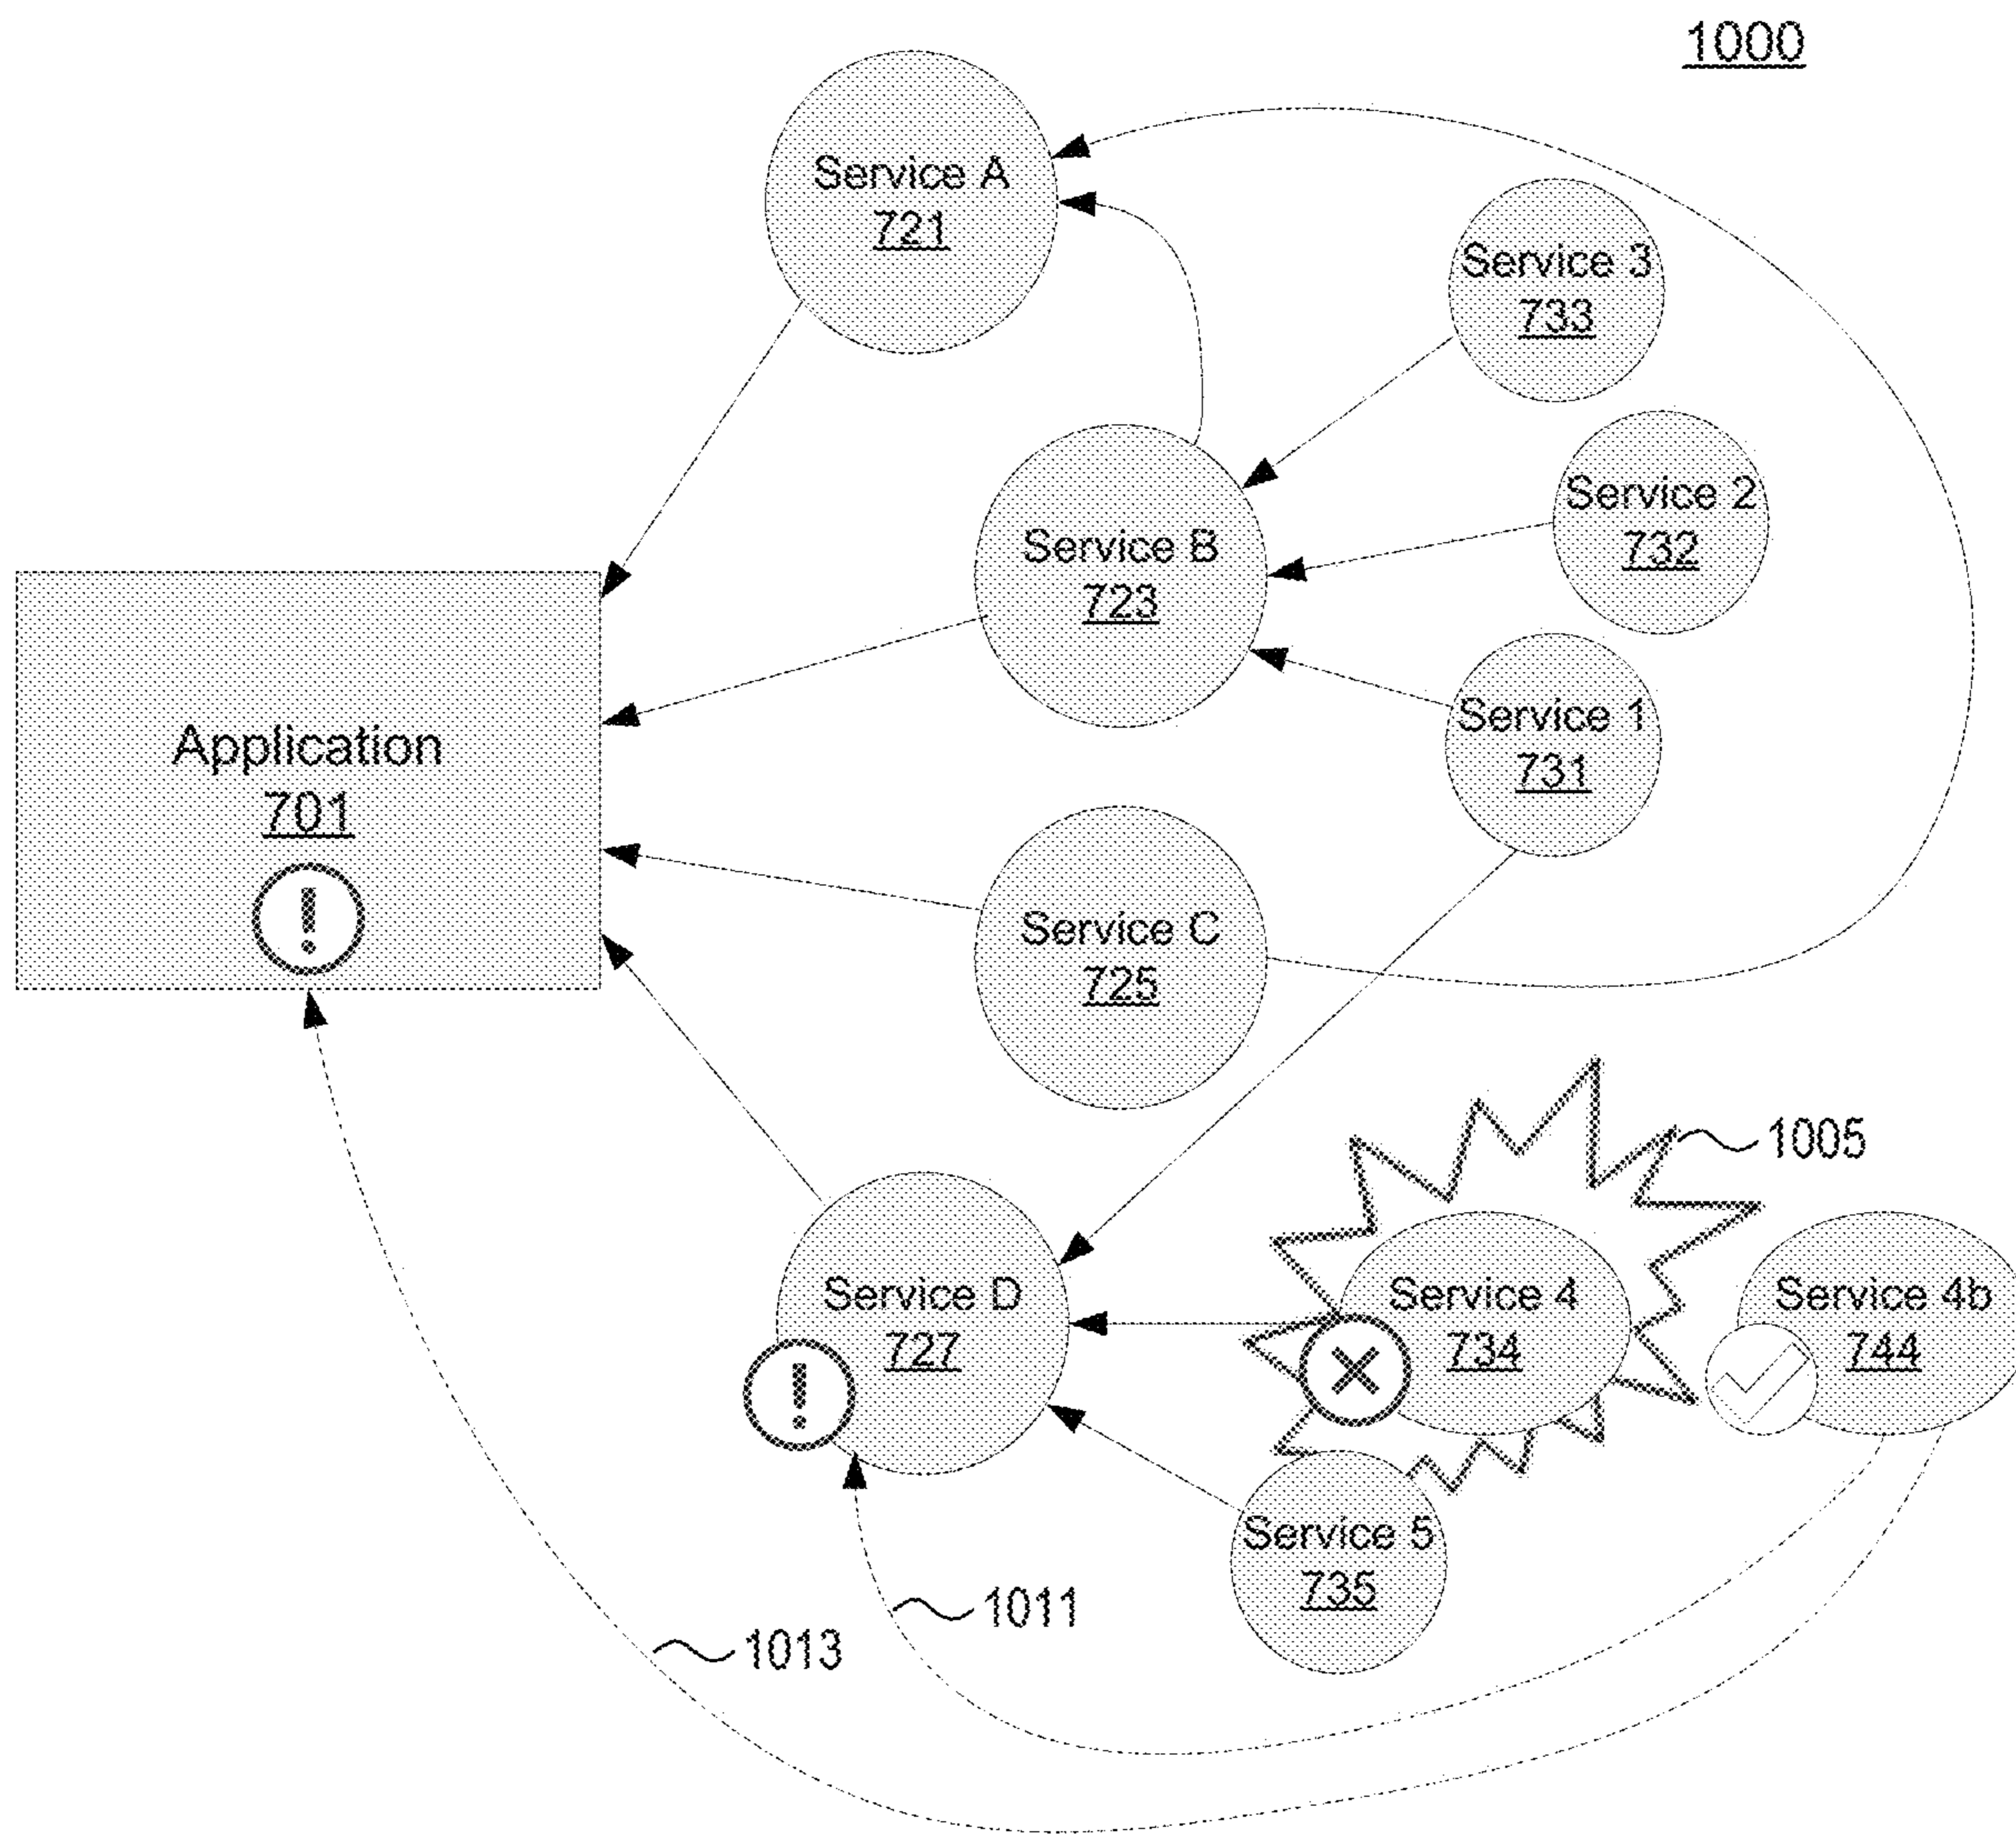 1000
Service A
721
Service 3
733
Service 2
732
Service B
723
Service 1
731
Application
701
!
Service C
725
1005
Service D
727
!
Service 4
734
Service 4b
744
Service 5
735
1011
1013